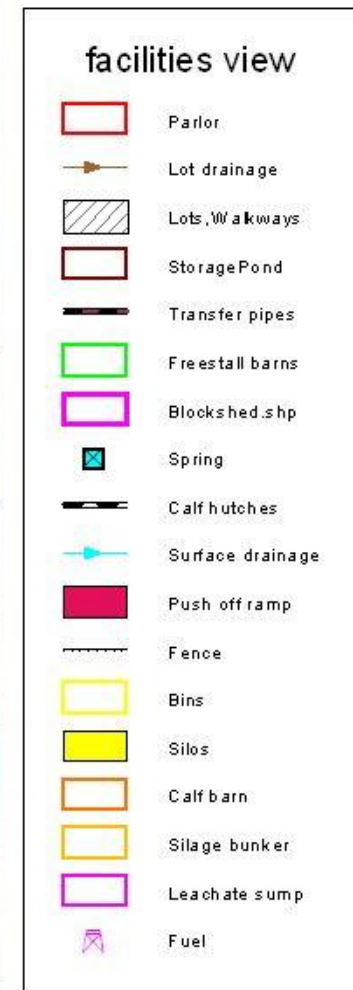 facilities view
Parlor
Lot drainage
Lots,Walkways
StoragePond
Transfer pipes
Freestall barns
Blockshed.shp
Spring
Calf hutches
Surface drainage
Push off ramp
Fence
Bins
Silos
Calf barn
Silage bunker
Leachate sump
Fuel